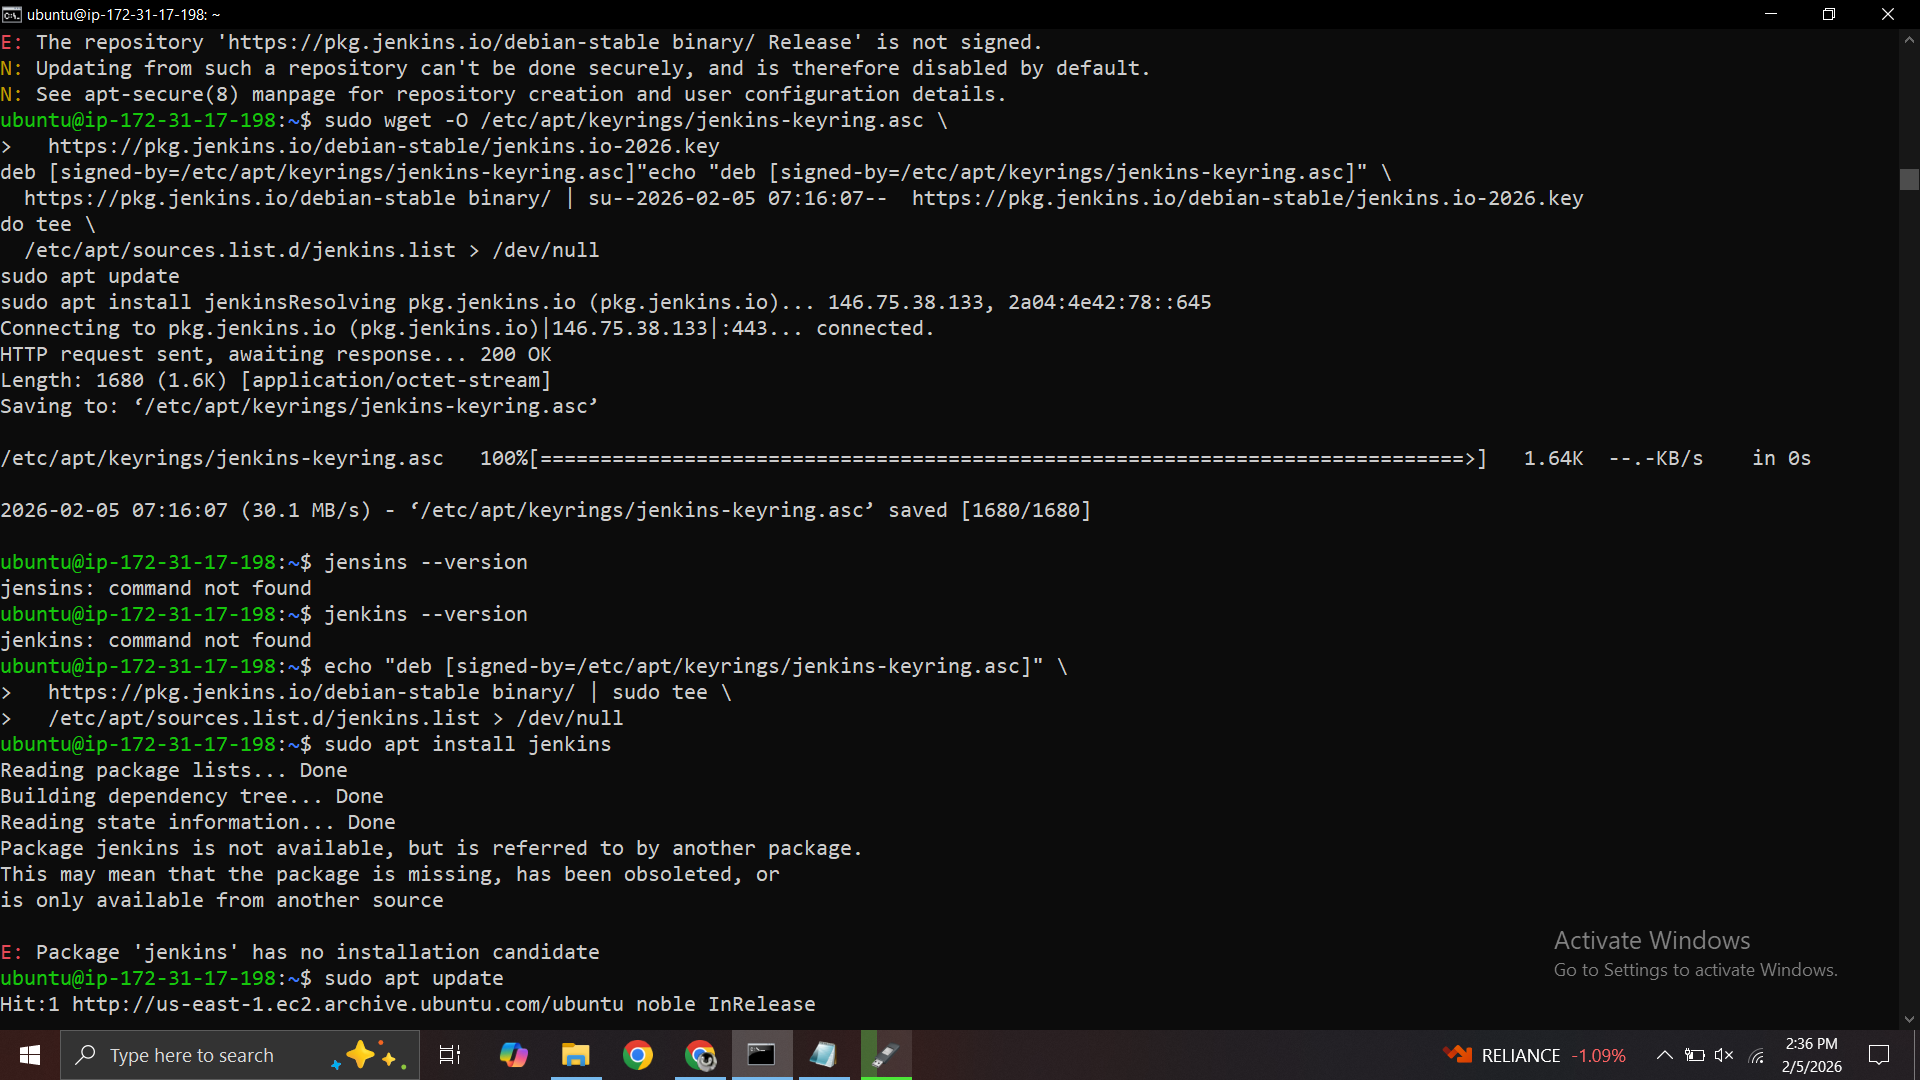 ubuntu@ip-172-31-17-198: ~
E: The repository 'https://pkg.jenkins.io/debian-stable binary/ Release' is not signed.
N: Updating from such a repository can't be done securely, and is therefore disabled by default.
N: See apt-secure(8) manpage for repository creation and user configuration details.
ubuntu@ip-172-31-17-198:~$ sudo wget -O /etc/apt/keyrings/jenkins-keyring.asc \
>   https://pkg.jenkins.io/debian-stable/jenkins.io-2026.key
deb [signed-by=/etc/apt/keyrings/jenkins-keyring.asc]"echo "deb [signed-by=/etc/apt/keyrings/jenkins-keyring.asc]" \
  https://pkg.jenkins.io/debian-stable binary/ | su--2026-02-05 07:16:07--  https://pkg.jenkins.io/debian-stable/jenkins.io-2026.key
do tee \
  /etc/apt/sources.list.d/jenkins.list > /dev/null
sudo apt update
sudo apt install jenkinsResolving pkg.jenkins.io (pkg.jenkins.io)... 146.75.38.133, 2a04:4e42:78::645
Connecting to pkg.jenkins.io (pkg.jenkins.io)|146.75.38.133|:443... connected.
HTTP request sent, awaiting response... 200 OK
Length: 1680 (1.6K) [application/octet-stream]
Saving to: ‘/etc/apt/keyrings/jenkins-keyring.asc’
/etc/apt/keyrings/jenkins-keyring.asc   100%[=============================================================================>]   1.64K  --.-KB/s    in 0s
2026-02-05 07:16:07 (30.1 MB/s) - ‘/etc/apt/keyrings/jenkins-keyring.asc’ saved [1680/1680]
ubuntu@ip-172-31-17-198:~$ jensins --version
jensins: command not found
ubuntu@ip-172-31-17-198:~$ jenkins --version
jenkins: command not found
ubuntu@ip-172-31-17-198:~$ echo "deb [signed-by=/etc/apt/keyrings/jenkins-keyring.asc]" \
>   https://pkg.jenkins.io/debian-stable binary/ | sudo tee \
>   /etc/apt/sources.list.d/jenkins.list > /dev/null
ubuntu@ip-172-31-17-198:~$ sudo apt install jenkins
Reading package lists... Done
Building dependency tree... Done
Reading state information... Done
Package jenkins is not available, but is referred to by another package.
This may mean that the package is missing, has been obsoleted, or
is only available from another source
E: Package 'jenkins' has no installation candidate
ubuntu@ip-172-31-17-198:~$ sudo apt update
Hit:1 http://us-east-1.ec2.archive.ubuntu.com/ubuntu noble InRelease
Activate Windows
Go to Settings to activate Windows.
Type here to search
RELIANCE -1.09%
2:36 PM
2/5/2026